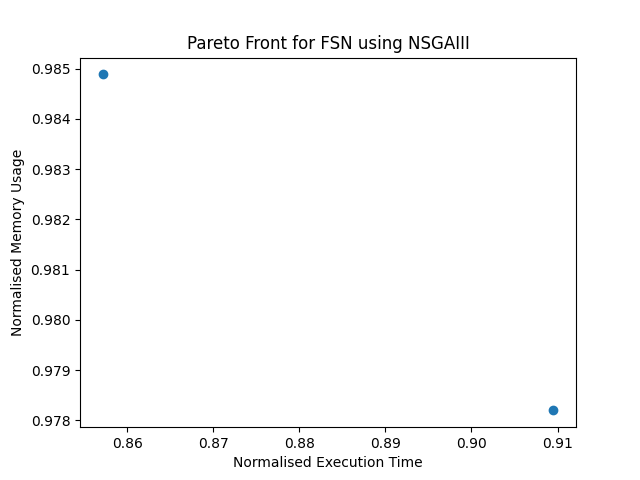 Pareto Front for FSN using NSGAIII
0.985
0.984
0.983
0.982
0.981
0.980
0.979
0.978
Normalised Memory Usage
0.86 0.87 0.88 0.89 0.90 0.91
Normalised Execution Time